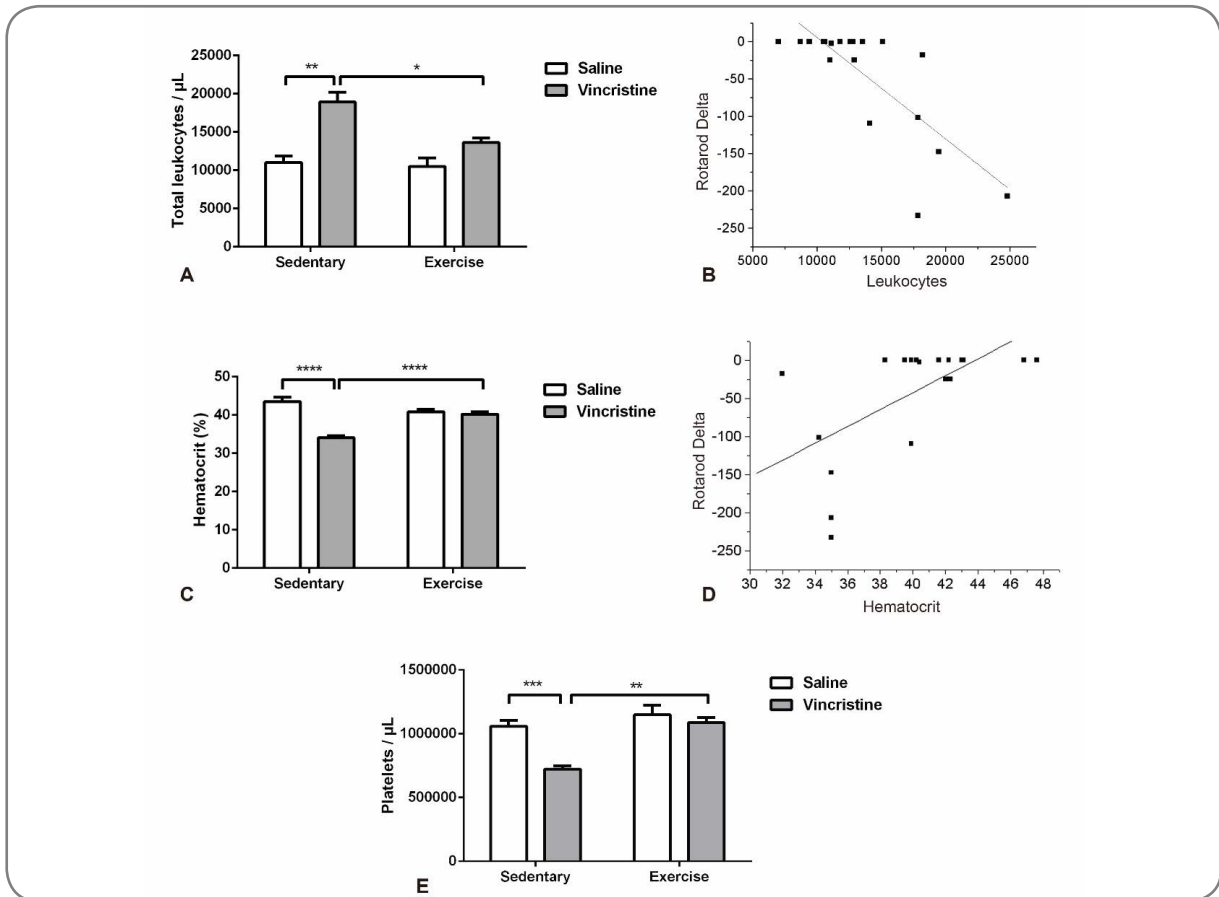 25000
20000
15000
10000
5000
0
Total leukocytes / µL
**
*
Saline
Vincristine
Sedentary
Exercise
A
0
-50
-100
-150
-200
-250
Rotarod Delta
5000 10000 15000 20000 25000
Leukocytes
B
50
40
30
20
10
0
Hematocrit (%)
****
****
Saline
Vincristine
Sedentary
Exercise
C
0
-50
-100
-150
-200
-250
Rotarod Delta
30 32 34 36 38 40 42 44 46 48
Hematocrit
D
1500000
1000000
500000
0
Platelets / µL
***
**
Saline
Vincristine
Sedentary
Exercise
E